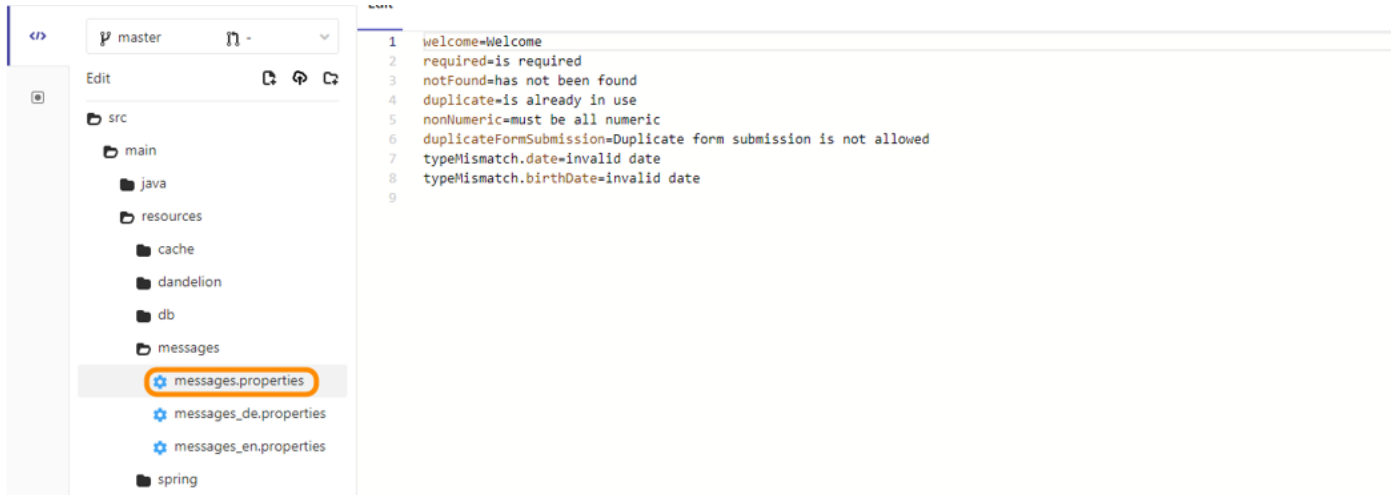 Edit
master -
Edit
src
main
java
resources
cache
dandelion
db
messages
messages.properties
messages_de.properties
messages_en.properties
spring
1 welcome=Welcome
2 required=is required
3 notFound=has not been found
4 duplicate=is already in use
5 nonNumeric=must be all numeric
6 duplicateFormSubmission=Duplicate form submission is not allowed
7 typeMismatch.date=invalid date
8 typeMismatch.birthDate=invalid date
9